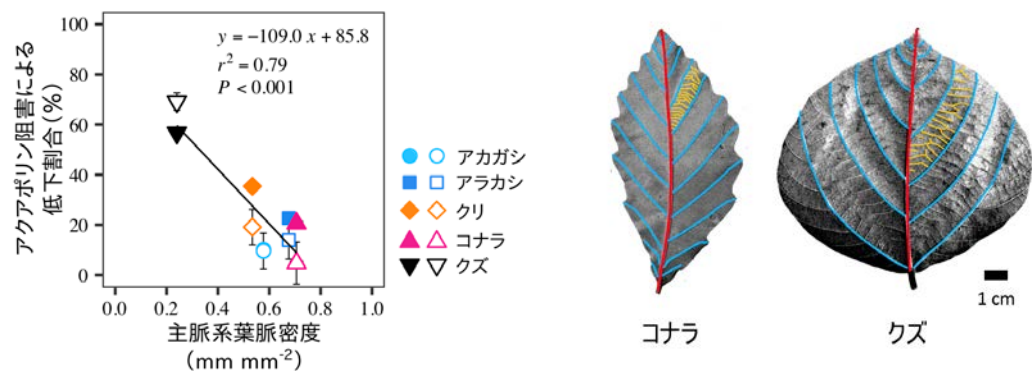 アクアポリン阻害による
低下割合(%)
100
80
60
40
20
0
y = −109.0 x + 85.8
r² = 0.79
P < 0.001
0.0 0.2 0.4 0.6 0.8 1.0
主脈系葉脈密度
(mm mm⁻²)
アカガシ
アラカシ
クリ
コナラ
クズ
コナラ
クズ
1 cm